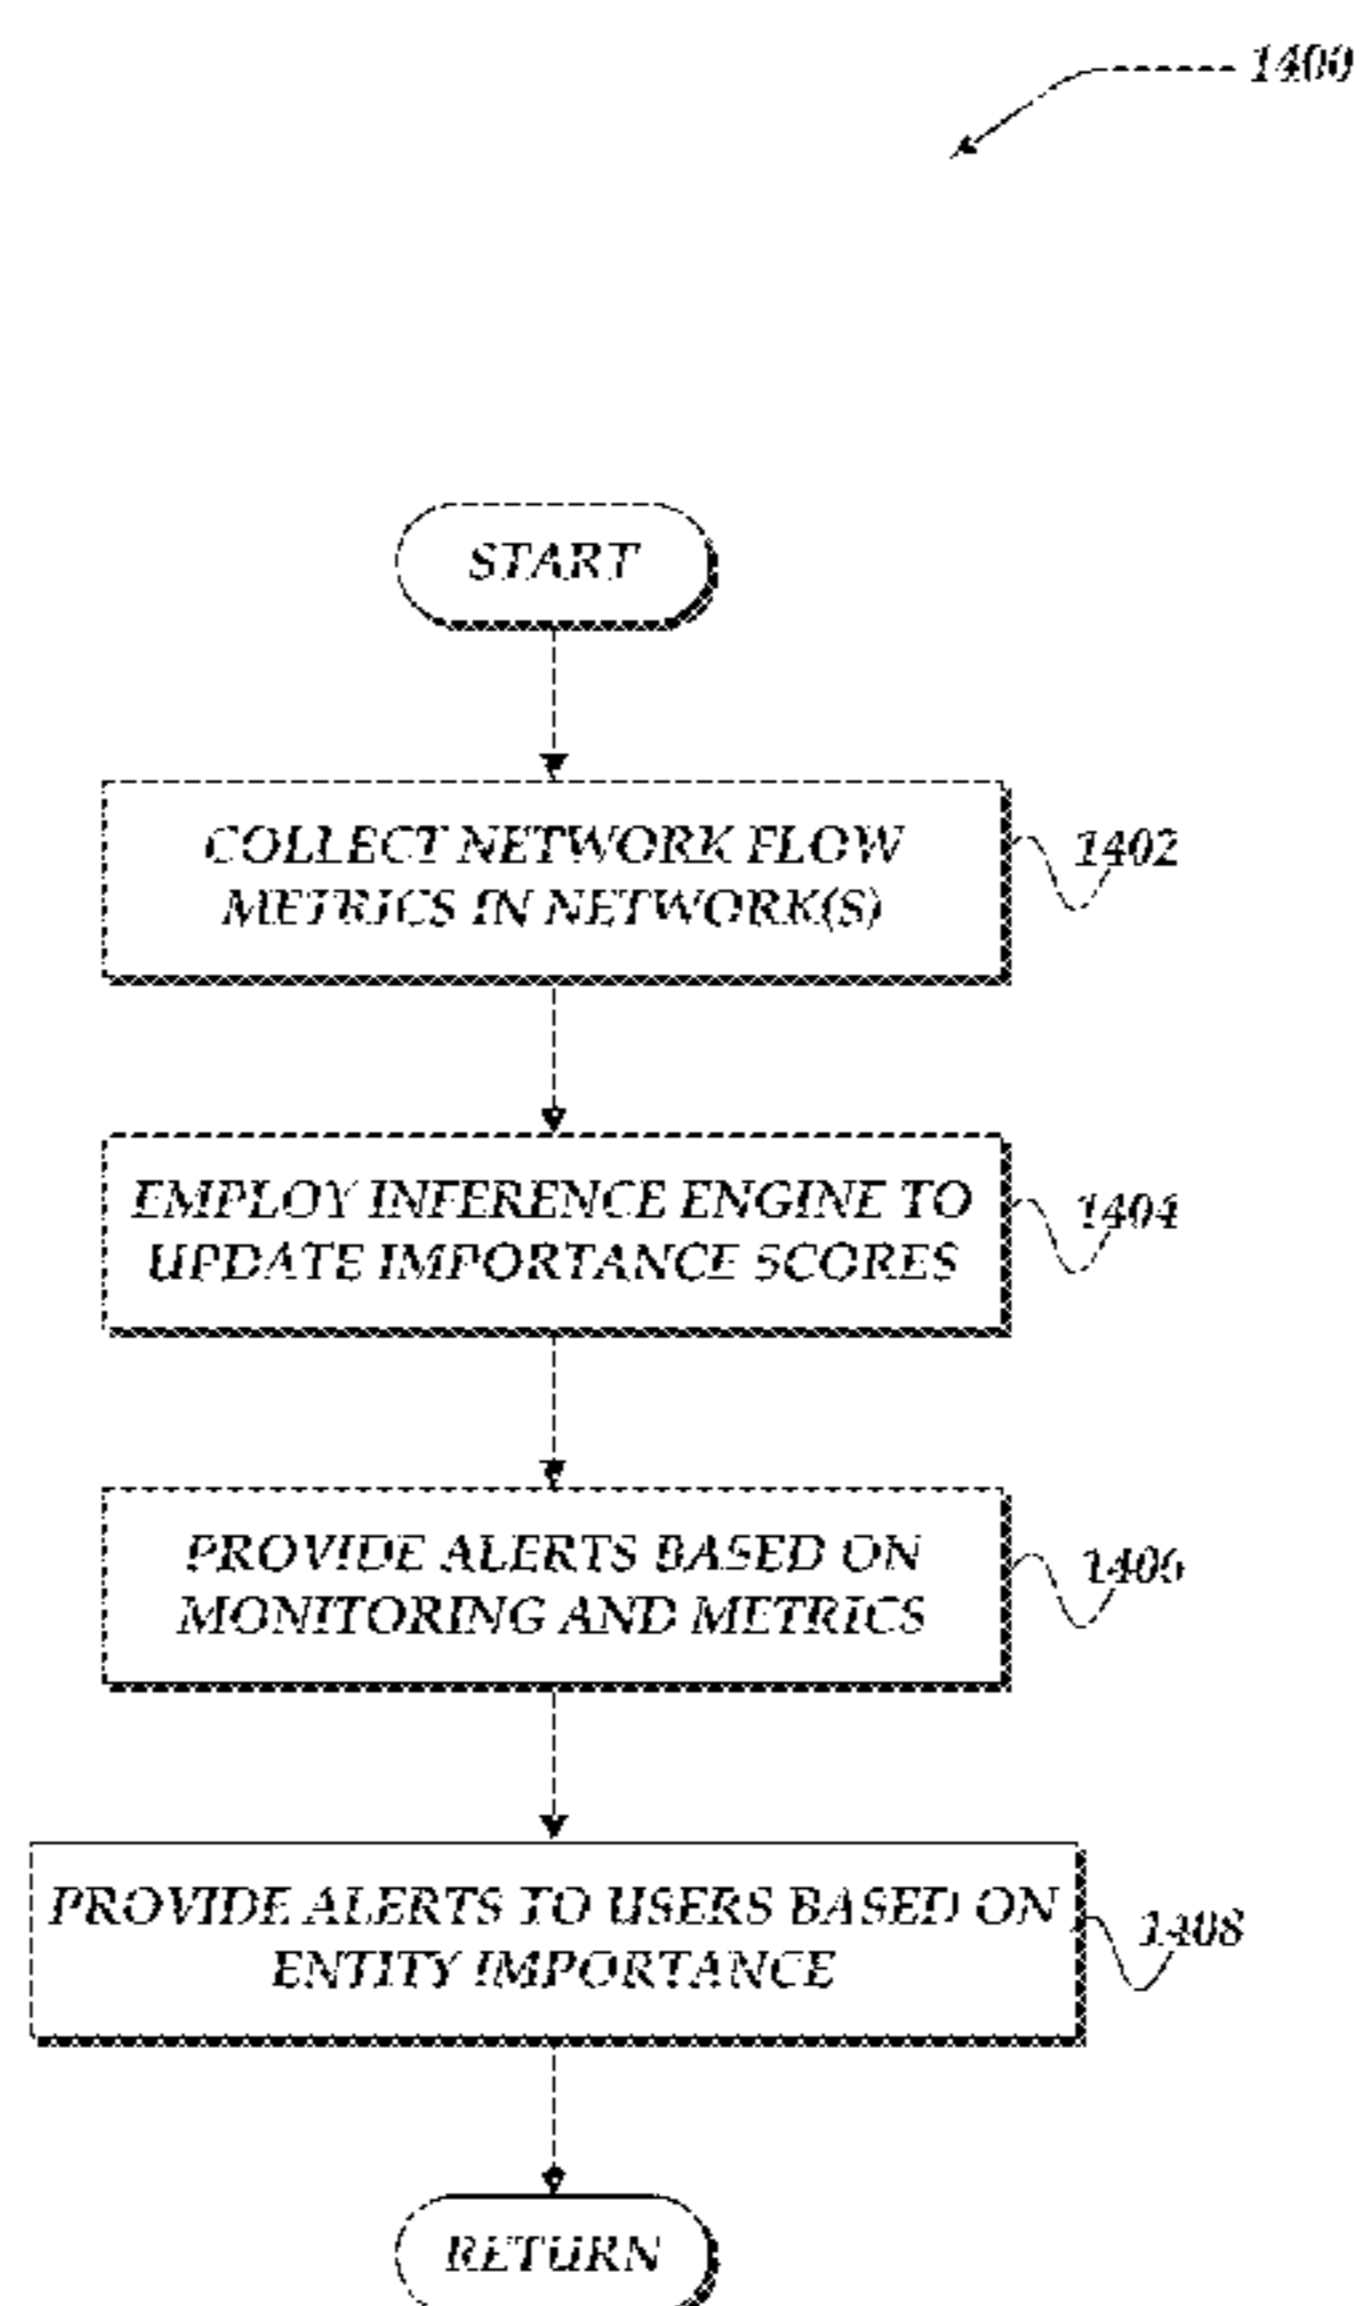 1400
START
COLLECT NETWORK FLOW
METRICS IN NETWORK(S)
1402
EMPLOY INFERENCE ENGINE TO
UPDATE IMPORTANCE SCORES
1404
PROVIDE ALERTS BASED ON
MONITORING AND METRICS
1406
PROVIDE ALERTS TO USERS BASED ON
ENTITY IMPORTANCE
1408
RETURN